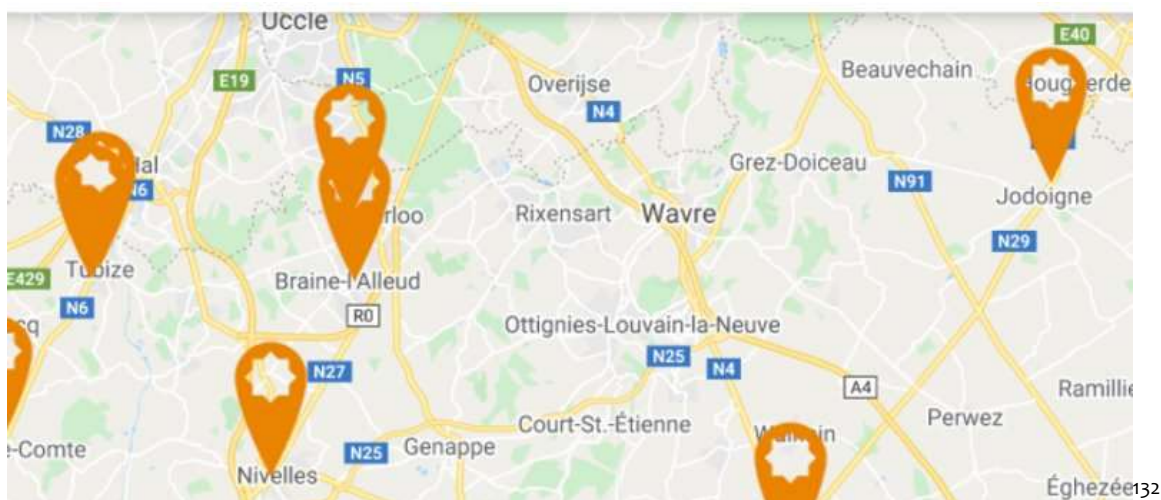 Uccle
E40
E19
N5
Overijse
Beauvechain
N4
N28
N6
Grez-Doiceau
N91
Rixensart
Wavre
Jodoigne
N29
Tubize
E429
Braine-l'Alleud
N6
R0
Ottignies-Louvain-la-Neuve
N25
N27
N4
A4
Court-St.-Étienne
Perwez
N25
Genappe
Nivelles
Éghezée
132